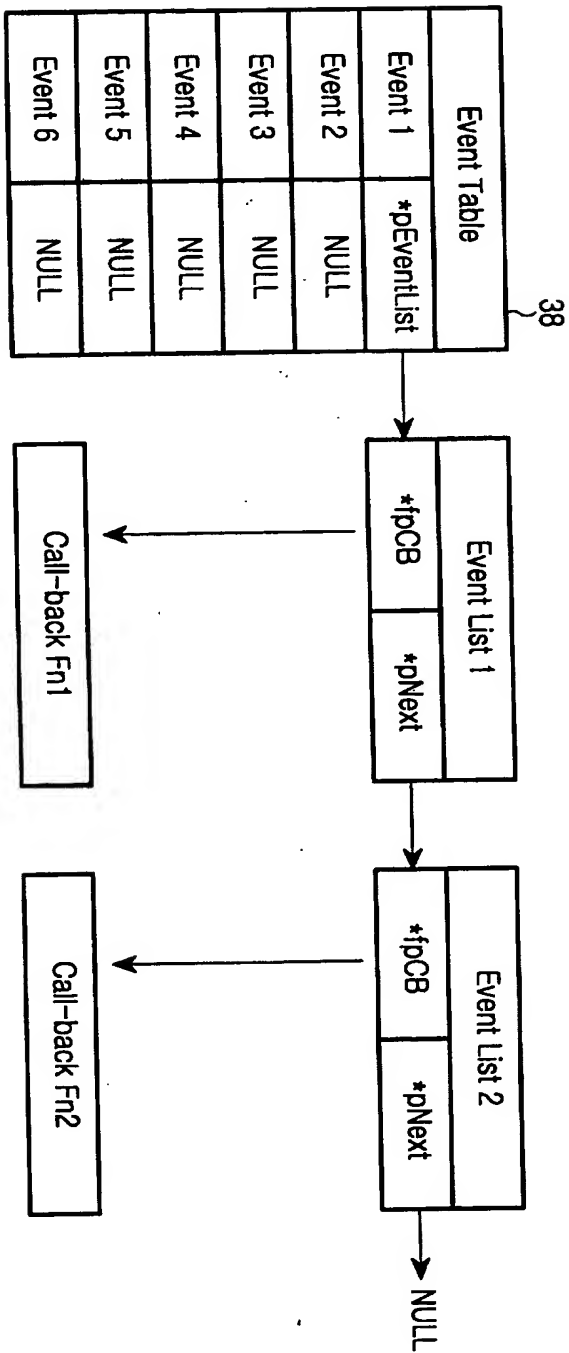 38
Event Table
Event 1 *pEventList
Event 2 NULL
Event 3 NULL
Event 4 NULL
Event 5 NULL
Event 6 NULL
Event List 1
*fpCB *pNext
Call-back Fn1
Event List 2
*fpCB *pNext
NULL
Call-back Fn2